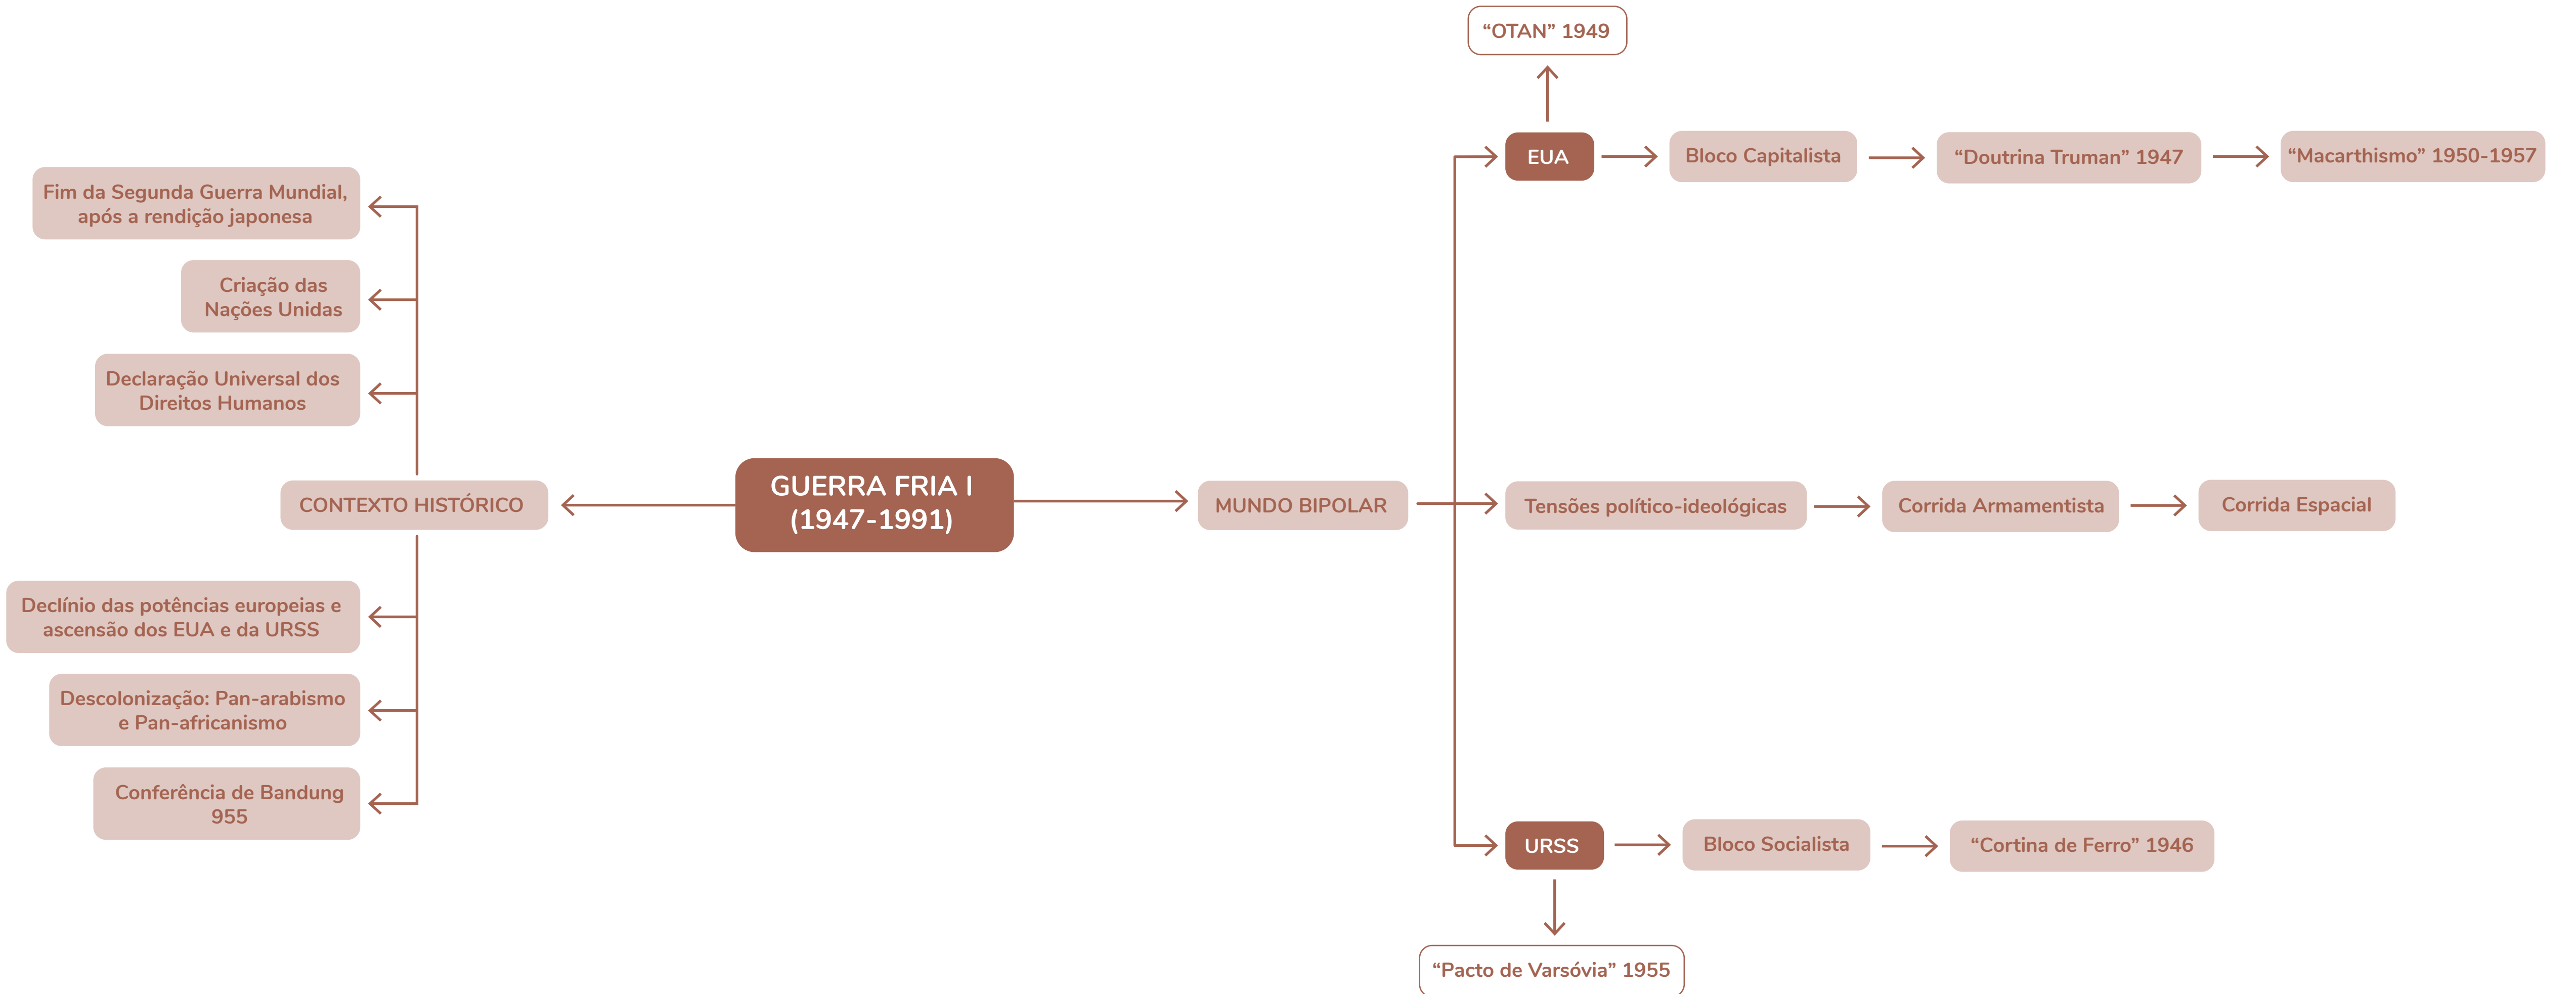 “OTAN” 1949
EUA
Bloco Capitalista
“Doutrina Truman” 1947
“Macarthismo” 1950-1957
Fim da Segunda Guerra Mundial,
após a rendição japonesa
Criação das
Nações Unidas
Declaração Universal dos
Direitos Humanos
CONTEXTO HISTÓRICO
GUERRA FRIA I
(1947-1991)
MUNDO BIPOLAR
Tensões político-ideológicas
Corrida Armamentista
Corrida Espacial
Declínio das potências europeias e
ascensão dos EUA e da URSS
Descolonização: Pan-arabismo
e Pan-africanismo
Conferência de Bandung
955
URSS
Bloco Socialista
“Cortina de Ferro” 1946
“Pacto de Varsóvia” 1955